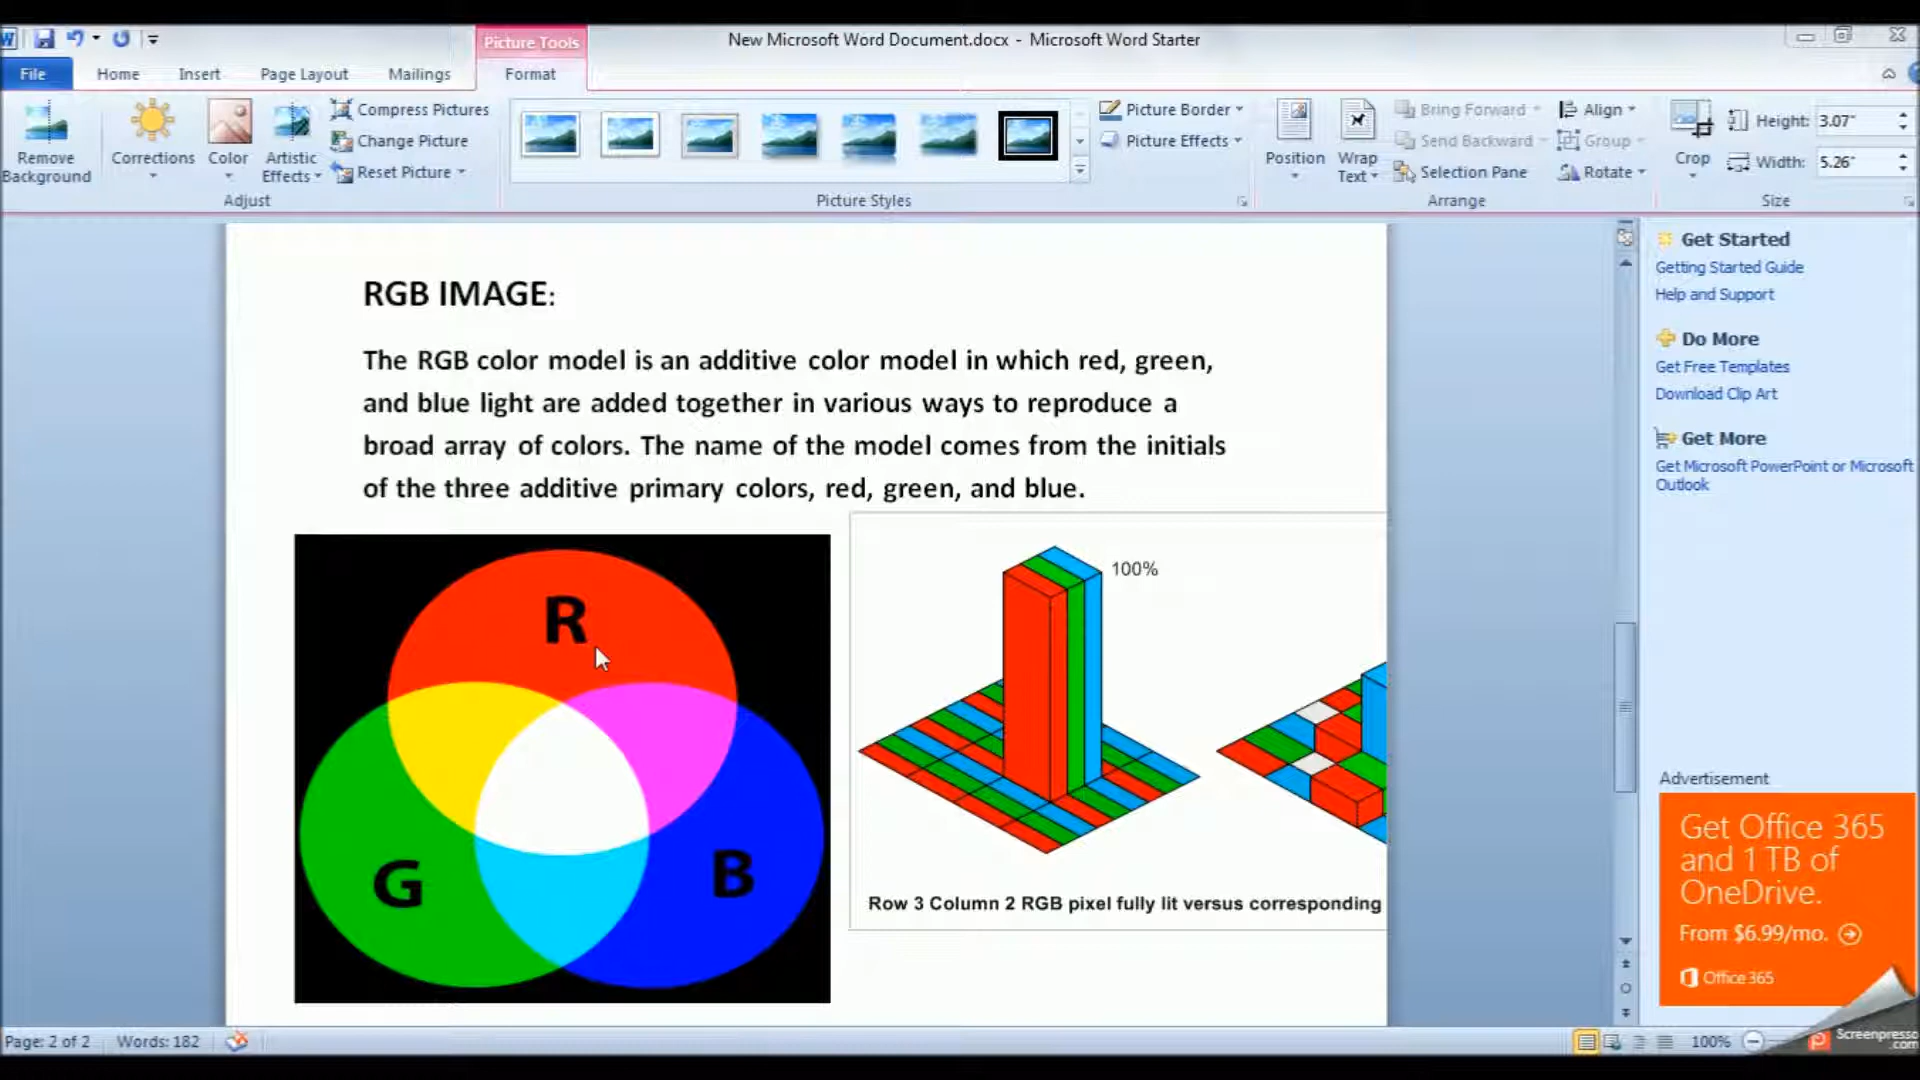 Picture Tools
New Microsoft Word Document.docx - Microsoft Word Starter
File Home Insert Page Layout Mailings Format
Remove Background
Corrections
Color
Artistic Effects
Compress Pictures
Change Picture
Reset Picture
Adjust
Picture Styles
Picture Border
Picture Effects
Position
Wrap Text
Bring Forward
Send Backward
Selection Pane
Align
Group
Rotate
Arrange
Crop
Height: 3.07"
Width: 5.26"
Size
RGB IMAGE:
The RGB color model is an additive color model in which red, green,
and blue light are added together in various ways to reproduce a
broad array of colors. The name of the model comes from the initials
of the three additive primary colors, red, green, and blue.
R
G
B
100%
Row 3 Column 2 RGB pixel fully lit versus corresponding
Get Started
Getting Started Guide
Help and Support
Do More
Get Free Templates
Download Clip Art
Get More
Get Microsoft PowerPoint or Microsoft
Outlook
Advertisement
Get Office 365
and 1 TB of
OneDrive.
From $6.99/mo.
Office 365
Page: 2 of 2 Words: 182
100%
Screenpresso
.com